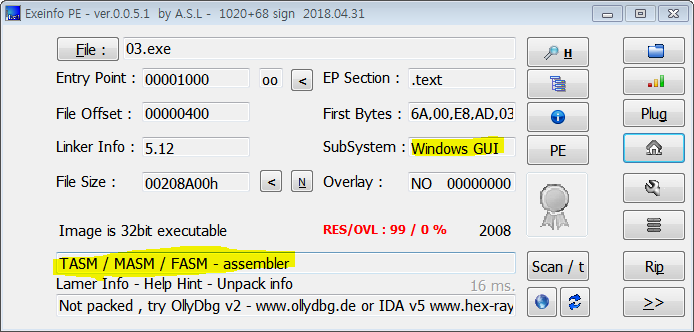 Exeinfo PE - ver.0.0.5.1 by A.S.L - 1020+68 sign 2018.04.31
File : 03.exe H
Entry Point : 00001000 oo < EP Section : .text
File Offset : 00000400 First Bytes : 6A,00,E8,AD,03 Plug
Linker Info : 5.12 SubSystem : Windows GUI PE
File Size : 00208A00h < N Overlay : NO 00000000
Image is 32bit executable RES/OVL : 99 / 0 % 2008
TASM / MASM / FASM - assembler Scan / t Rip
Lamer Info - Help Hint - Unpack info 16 ms.
Not packed , try OllyDbg v2 - www.ollydbg.de or IDA v5 www.hex-ray >>